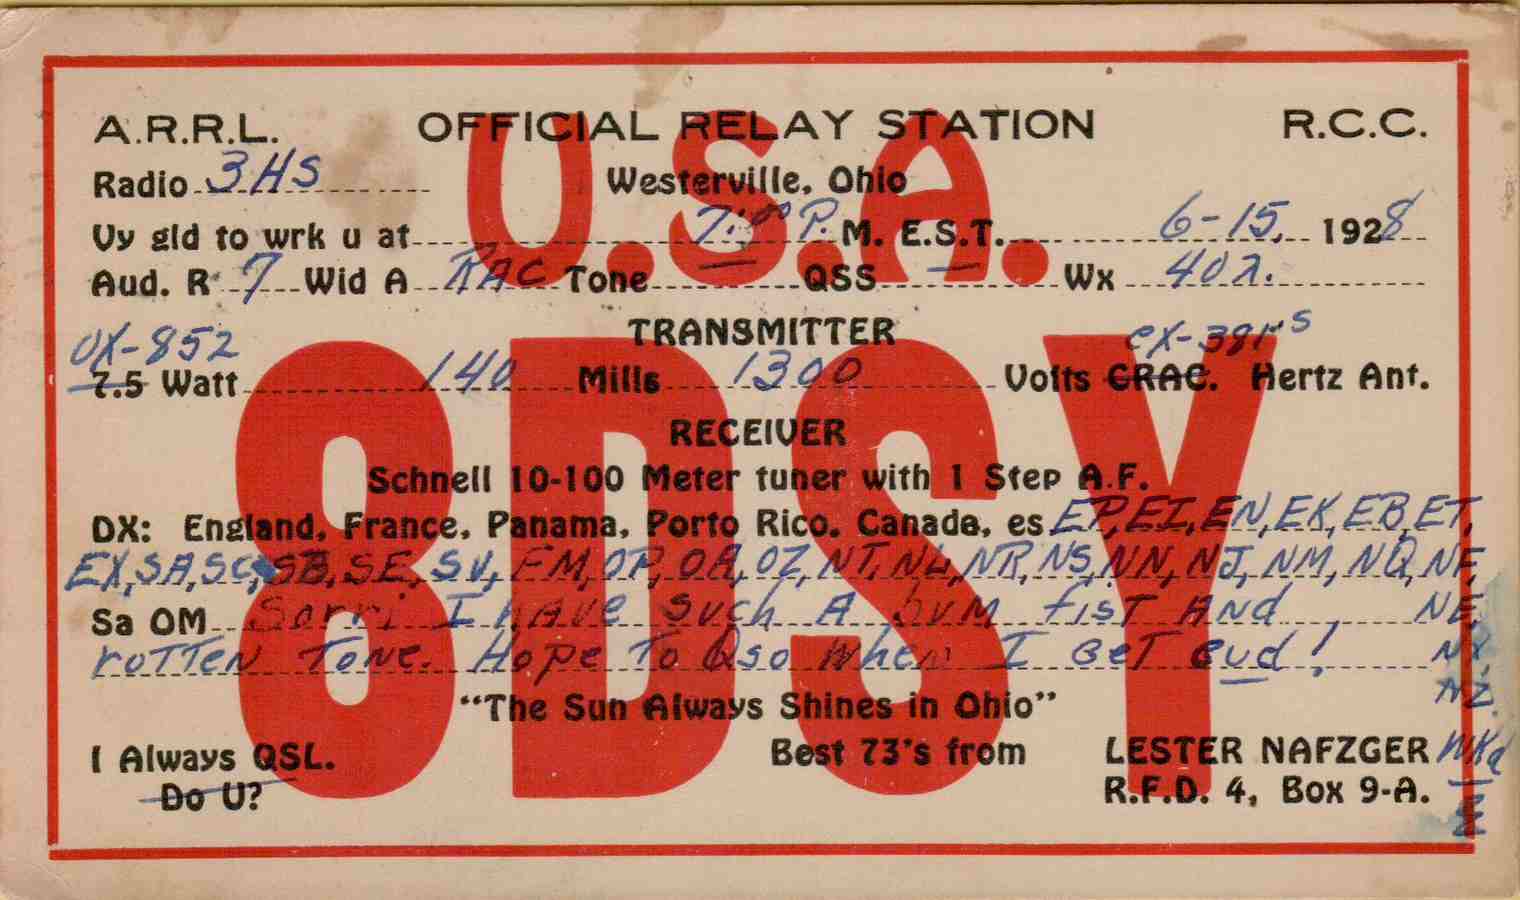 U.S.A.
8DSY
A.R.R.L. OFFICIAL RELAY STATION R.C.C.
Radio 3HS Westerville, Ohio
Vy gld to wrk u at 7:00 P. M. E.S.T. 6-15, 1928
Aud. R 7 Wid A RAC Tone — QSS — Wx 40λ.
TRANSMITTER
UX-852 ex-381's
7.5 Watt 140 Mills 1300 Volts CRAC. Hertz Ant.
RECEIVER
Schnell 10-100 Meter tuner with 1 Step A.F.
DX: England, France, Panama, Porto Rico, Canada, es EP, EI, EN, EK, EB, ET,
EX, SA, SC, SB, SE, SV, FM, OP, OA, OZ, NT, NL, NR, NS, NN, NJ, NM, NQ, NF,
Sa OM Sorri I have such A bum fist And NE,
rotten Tone. Hope To Qso when I get gud! NX,
NZ.
"The Sun Always Shines in Ohio"
I Always QSL. Best 73's from LESTER NAFZGER wkd
Do U? R.F.D. 4, Box 9-A.